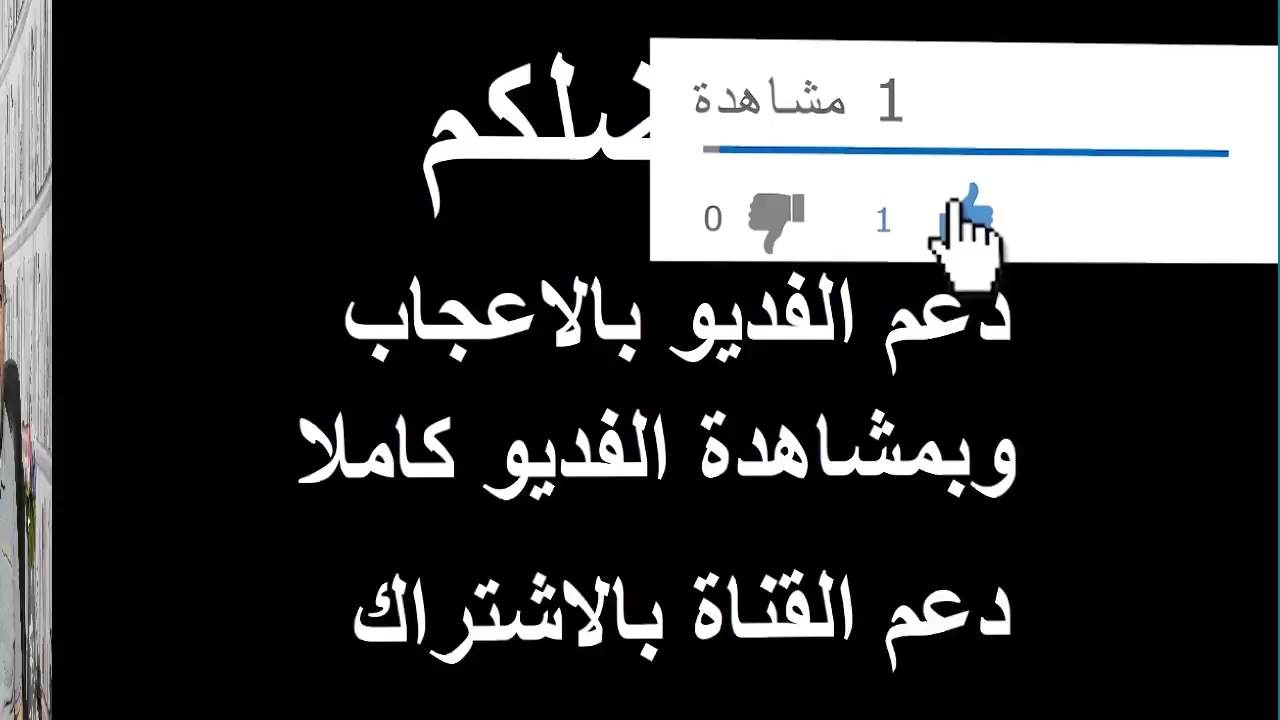 1 مشاهدة
0 1
دعم الفديو بالاعجاب
وبمشاهدة الفديو كاملا
دعم القناة بالاشتراك